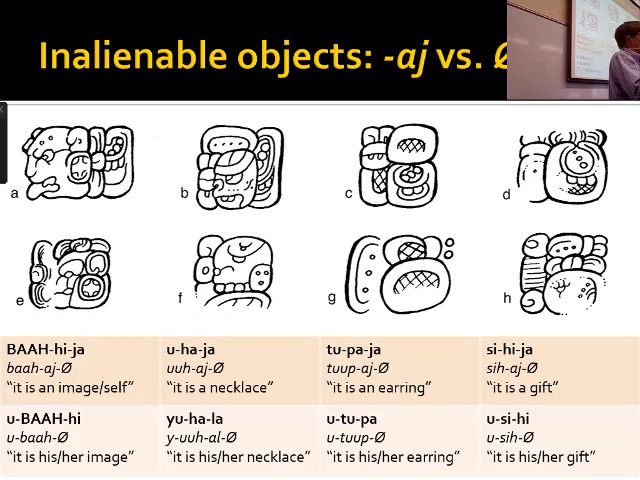 Inalienable objects: -aj vs. Ø
a
b
c
d
e
f
g
h
BAAH-hi-ja
baah-aj-Ø
“it is an image/self”
u-ha-ja
uuh-aj-Ø
“it is a necklace”
tu-pa-ja
tuup-aj-Ø
“it is an earring”
si-hi-ja
sih-aj-Ø
“it is a gift”
u-BAAH-hi
u-baah-Ø
“it is his/her image”
yu-ha-la
y-uuh-al-Ø
“it is his/her necklace”
u-tu-pa
u-tuup-Ø
“it is his/her earring”
u-si-hi
u-sih-Ø
“it is his/her gift”